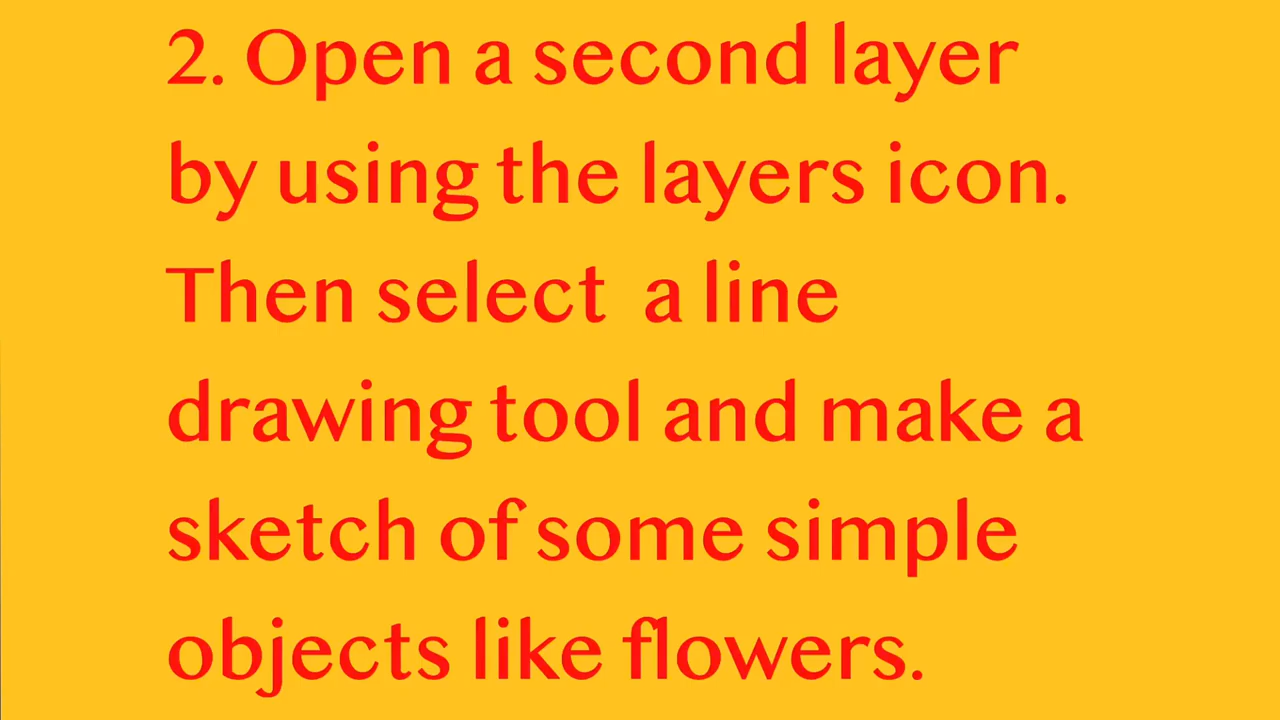 2. Open a second layer
by using the layers icon.
Then select  a line
drawing tool and make a
sketch of some simple
objects like flowers.